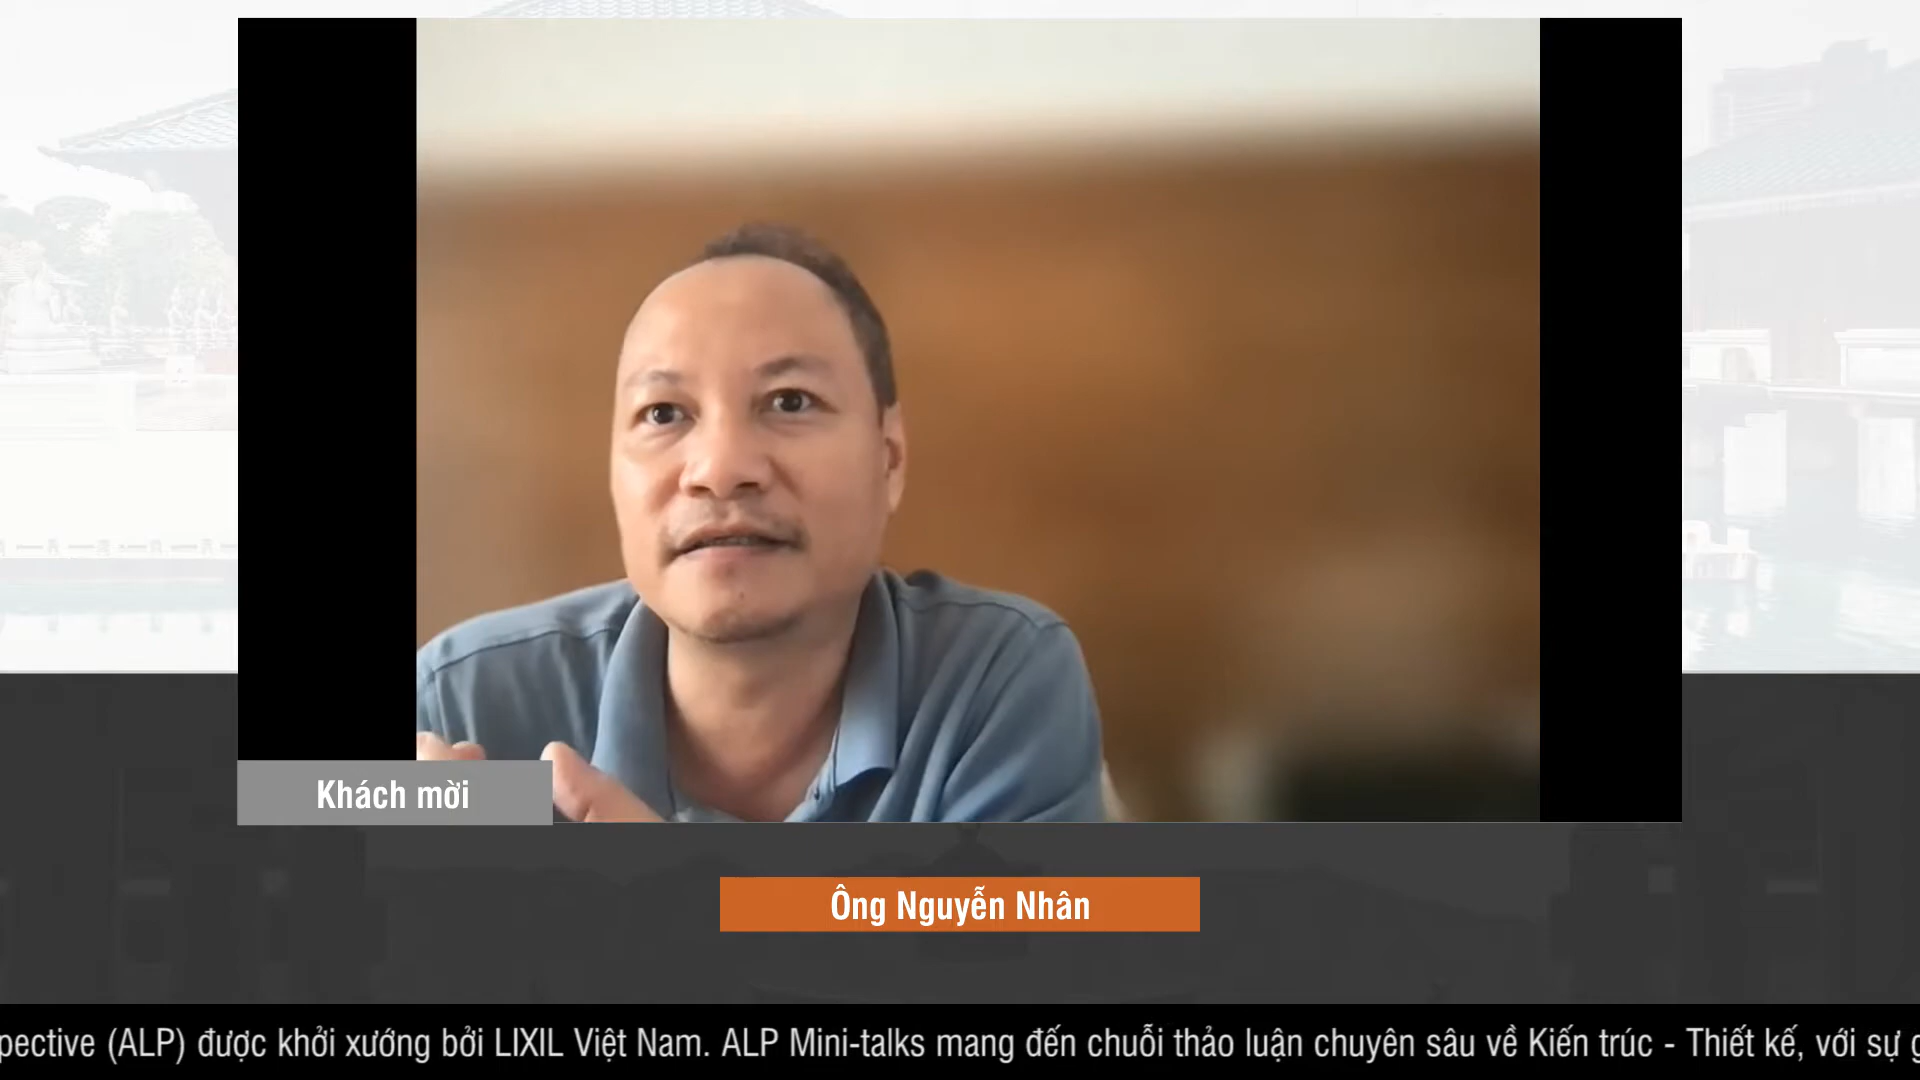 Khách mời
Ông Nguyễn Nhân
pective (ALP) được khởi xướng bởi LIXIL Việt Nam. ALP Mini-talks mang đến chuỗi thảo luận chuyên sâu về Kiến trúc - Thiết kế, với sự g